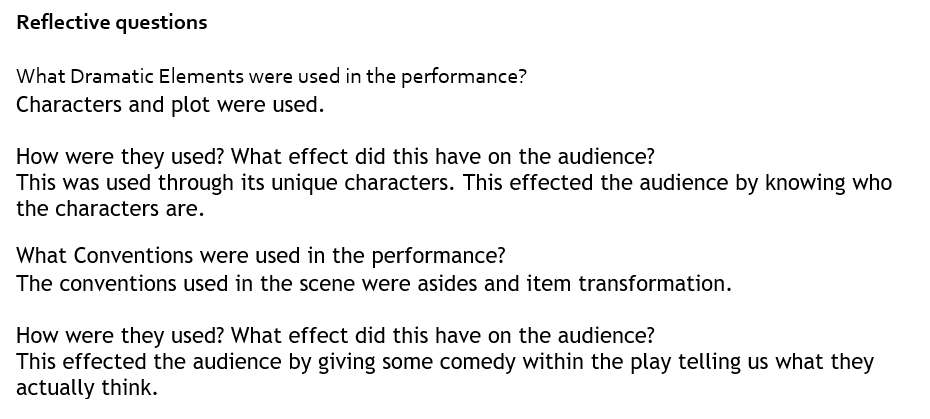 Reflective questions
What Dramatic Elements were used in the performance?
Characters and plot were used.
How were they used? What effect did this have on the audience?
This was used through its unique characters. This effected the audience by knowing who
the characters are.
What Conventions were used in the performance?
The conventions used in the scene were asides and item transformation.
How were they used? What effect did this have on the audience?
This effected the audience by giving some comedy within the play telling us what they
actually think.